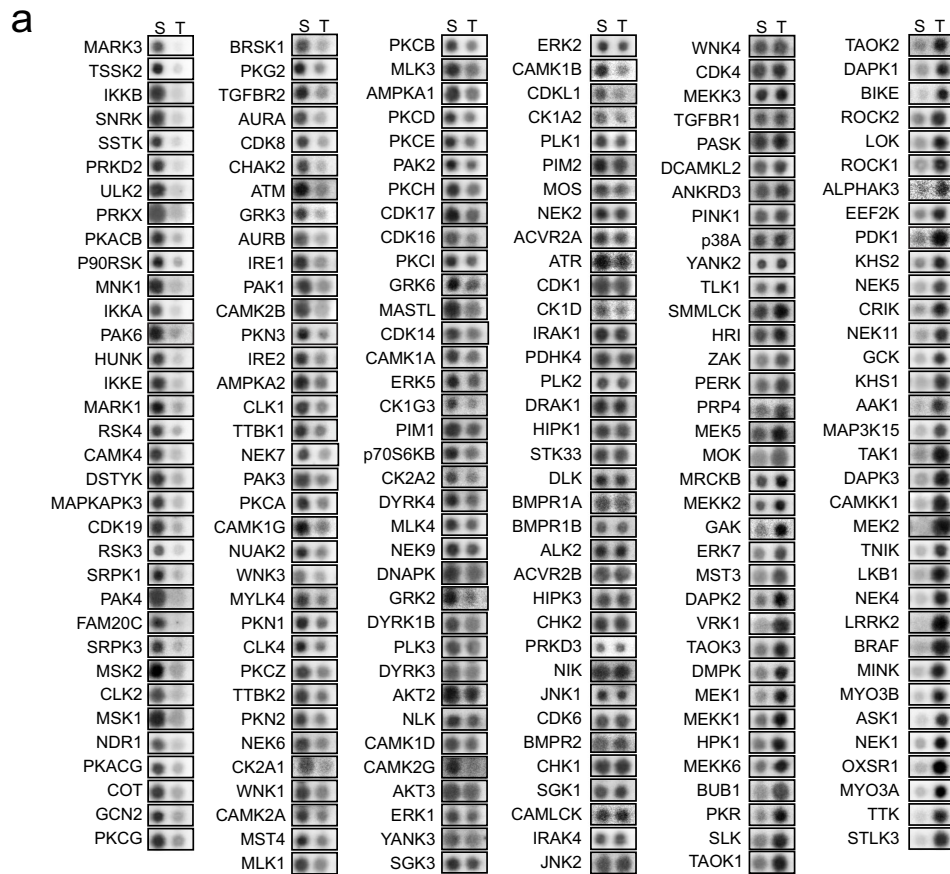 a
S T
MARK3
TSSK2
IKKB
SNRK
SSTK
PRKD2
ULK2
PRKX
PKACB
P90RSK
MNK1
IKKA
PAK6
HUNK
IKKE
MARK1
RSK4
CAMK4
DSTYK
MAPKAPK3
CDK19
RSK3
SRPK1
PAK4
FAM20C
SRPK3
MSK2
CLK2
MSK1
NDR1
PKACG
COT
GCN2
PKCG
S T
BRSK1
PKG2
TGFBR2
AURA
CDK8
CHAK2
ATM
GRK3
AURB
IRE1
PAK1
CAMK2B
PKN3
IRE2
AMPKA2
CLK1
TTBK1
NEK7
PAK3
PKCA
CAMK1G
NUAK2
WNK3
MYLK4
PKN1
CLK4
PKCZ
TTBK2
PKN2
NEK6
CK2A1
WNK1
CAMK2A
MST4
MLK1
S T
PKCB
MLK3
AMPKA1
PKCD
PKCE
PAK2
PKCH
CDK17
CDK16
PKCI
GRK6
MASTL
CDK14
CAMK1A
ERK5
CK1G3
PIM1
p70S6KB
CK2A2
DYRK4
MLK4
NEK9
DNAPK
GRK2
DYRK1B
PLK3
DYRK3
AKT2
NLK
CAMK1D
CAMK2G
AKT3
ERK1
YANK3
SGK3
S T
ERK2
CAMK1B
CDKL1
CK1A2
PLK1
PIM2
MOS
NEK2
ACVR2A
ATR
CDK1
CK1D
IRAK1
PDHK4
PLK2
DRAK1
HIPK1
STK33
DLK
BMPR1A
BMPR1B
ALK2
ACVR2B
HIPK3
CHK2
PRKD3
NIK
JNK1
CDK6
BMPR2
CHK1
SGK1
CAMLCK
IRAK4
JNK2
S T
WNK4
CDK4
MEKK3
TGFBR1
PASK
DCAMKL2
ANKRD3
PINK1
p38A
YANK2
TLK1
SMMLCK
HRI
ZAK
PERK
PRP4
MEK5
MOK
MRCKB
MEKK2
GAK
ERK7
MST3
DAPK2
VRK1
TAOK3
DMPK
MEK1
MEKK1
HPK1
MEKK6
BUB1
PKR
SLK
TAOK1
S T
TAOK2
DAPK1
BIKE
ROCK2
LOK
ROCK1
ALPHAK3
EEF2K
PDK1
KHS2
NEK5
CRIK
NEK11
GCK
KHS1
AAK1
MAP3K15
TAK1
DAPK3
CAMKK1
MEK2
TNIK
LKB1
NEK4
LRRK2
BRAF
MINK
MYO3B
ASK1
NEK1
OXSR1
MYO3A
TTK
STLK3